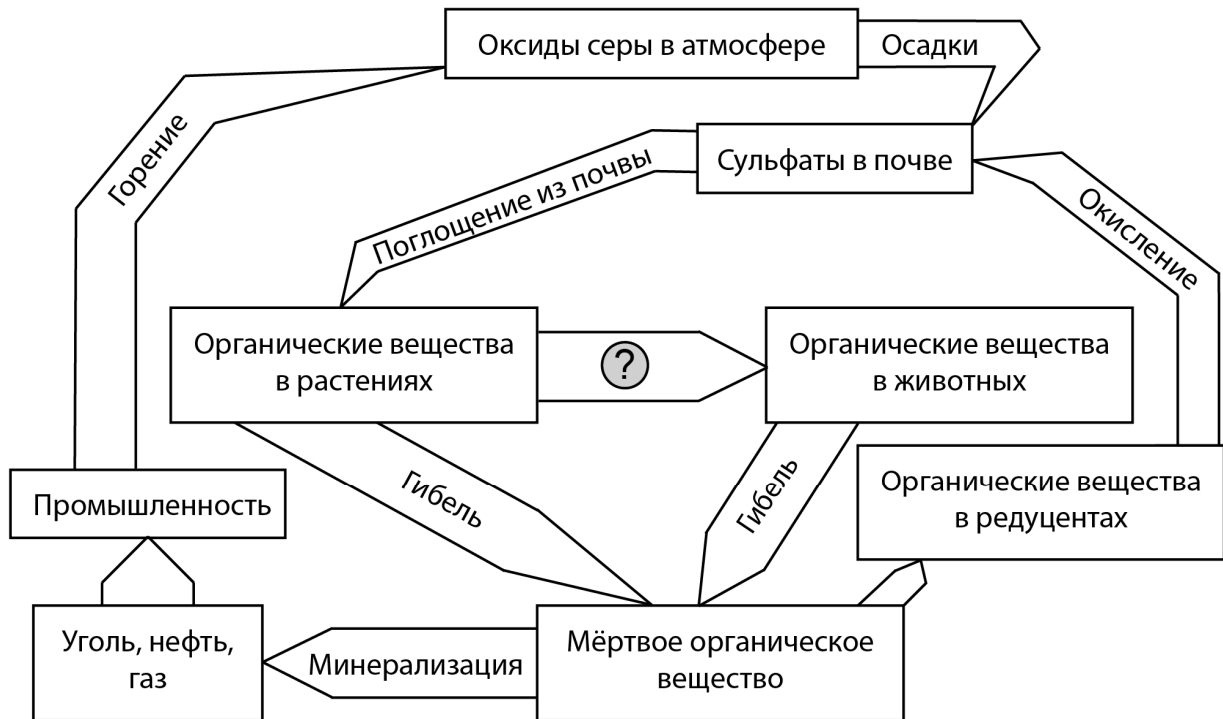 Оксиды серы в атмосфере
Осадки
Горение
Сульфаты в почве
Поглощение из почвы
Окисление
Органические вещества
в растениях
?
Органические вещества
в животных
Гибель
Гибель
Промышленность
Органические вещества
в редуцентах
Уголь, нефть,
газ
Минерализация
Мёртвое органическое
вещество